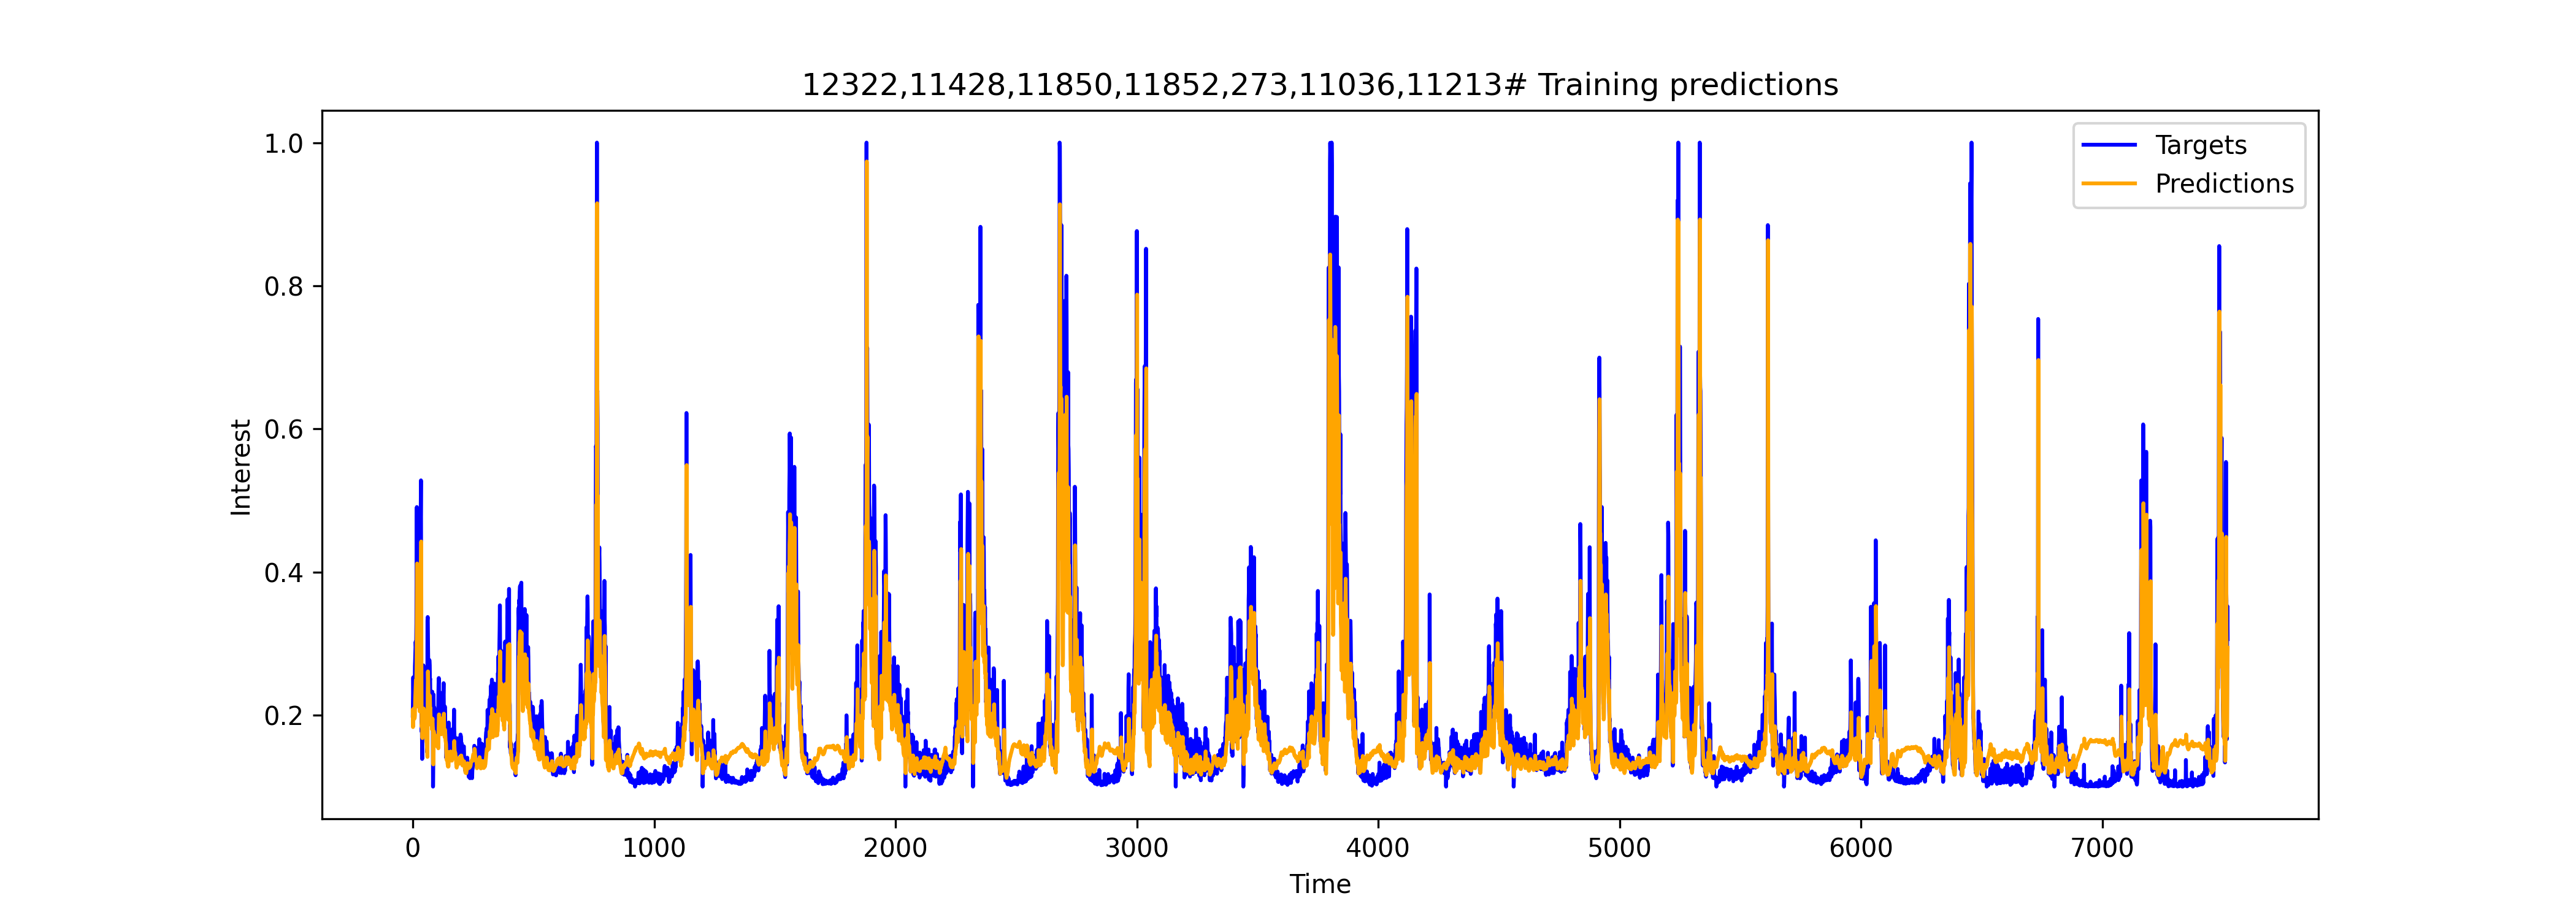 12322,11428,11850,11852,273,11036,11213# Training predictions
1.0
0.8
0.6
0.4
0.2
Interest
Targets
Predictions
0 1000 2000 3000 4000 5000 6000 7000
Time